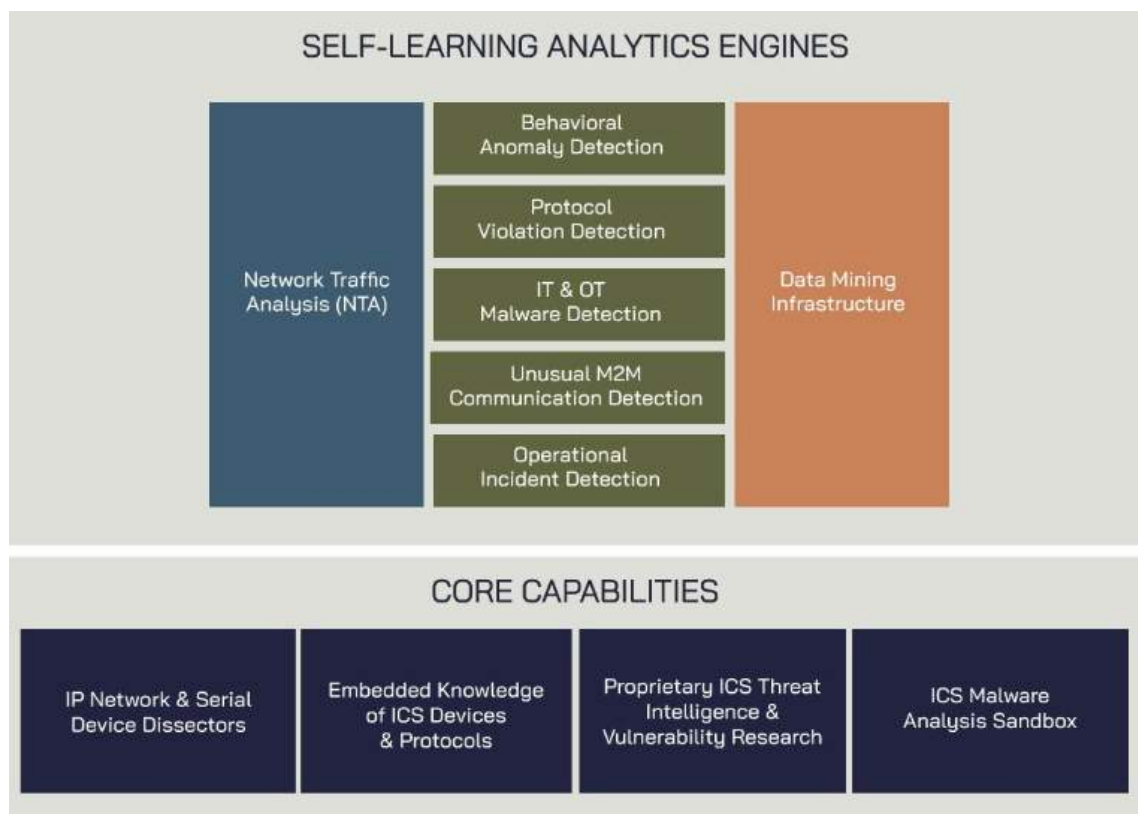 SELF-LEARNING ANALYTICS ENGINES
Network Traffic
Analysis (NTA)
Behavioral
Anomaly Detection
Protocol
Violation Detection
IT & OT
Malware Detection
Unusual M2M
Communication Detection
Operational
Incident Detection
Data Mining
Infrastructure
CORE CAPABILITIES
IP Network & Serial
Device Dissectors
Embedded Knowledge
of ICS Devices
& Protocols
Proprietary ICS Threat
Intelligence &
Vulnerability Research
ICS Malware
Analysis Sandbox